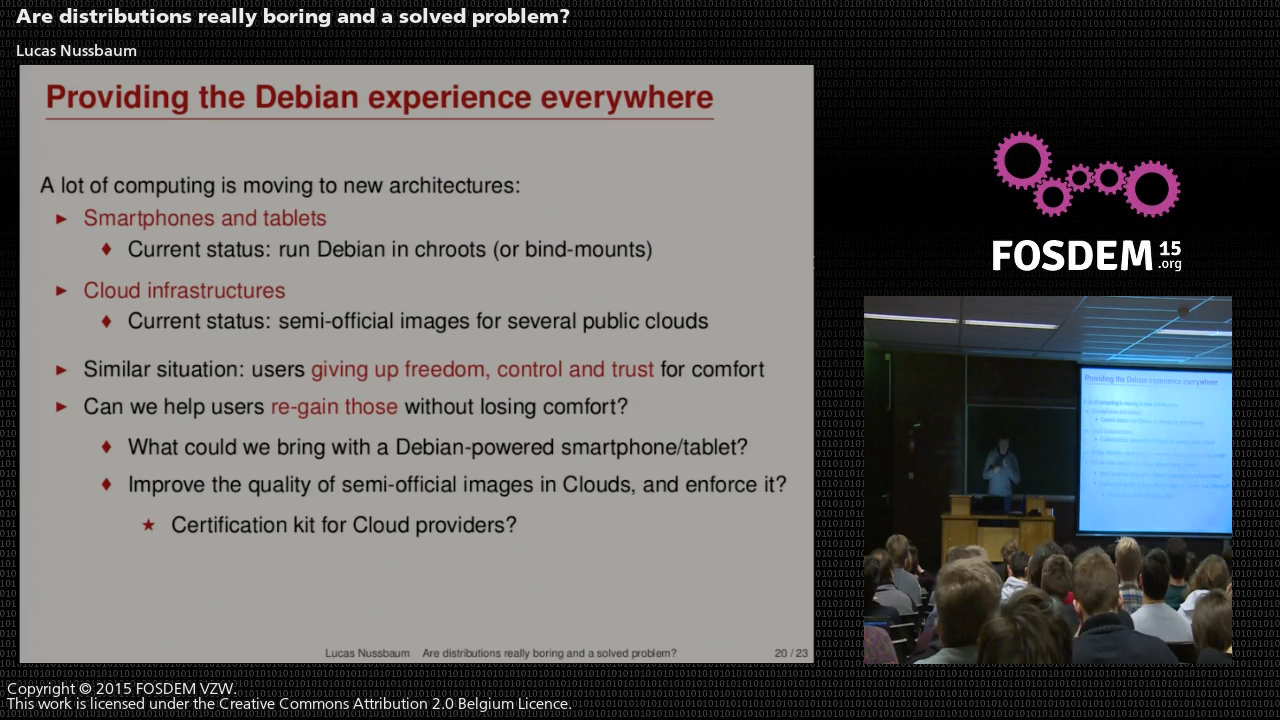 Are distributions really boring and a solved problem?
Lucas Nussbaum
Providing the Debian experience everywhere
A lot of computing is moving to new architectures:
Smartphones and tablets
Current status: run Debian in chroots (or bind-mounts)
Cloud infrastructures
Current status: semi-official images for several public clouds
Similar situation: users giving up freedom, control and trust for comfort
Can we help users re-gain those without losing comfort?
What could we bring with a Debian-powered smartphone/tablet?
Improve the quality of semi-official images in Clouds, and enforce it?
Certification kit for Cloud providers?
Lucas Nussbaum Are distributions really boring and a solved problem? 20 / 23
FOSDEM 15 .org
Providing the Debian experience everywhere
Copyright © 2015 FOSDEM VZW.
This work is licensed under the Creative Commons Attribution 2.0 Belgium Licence.